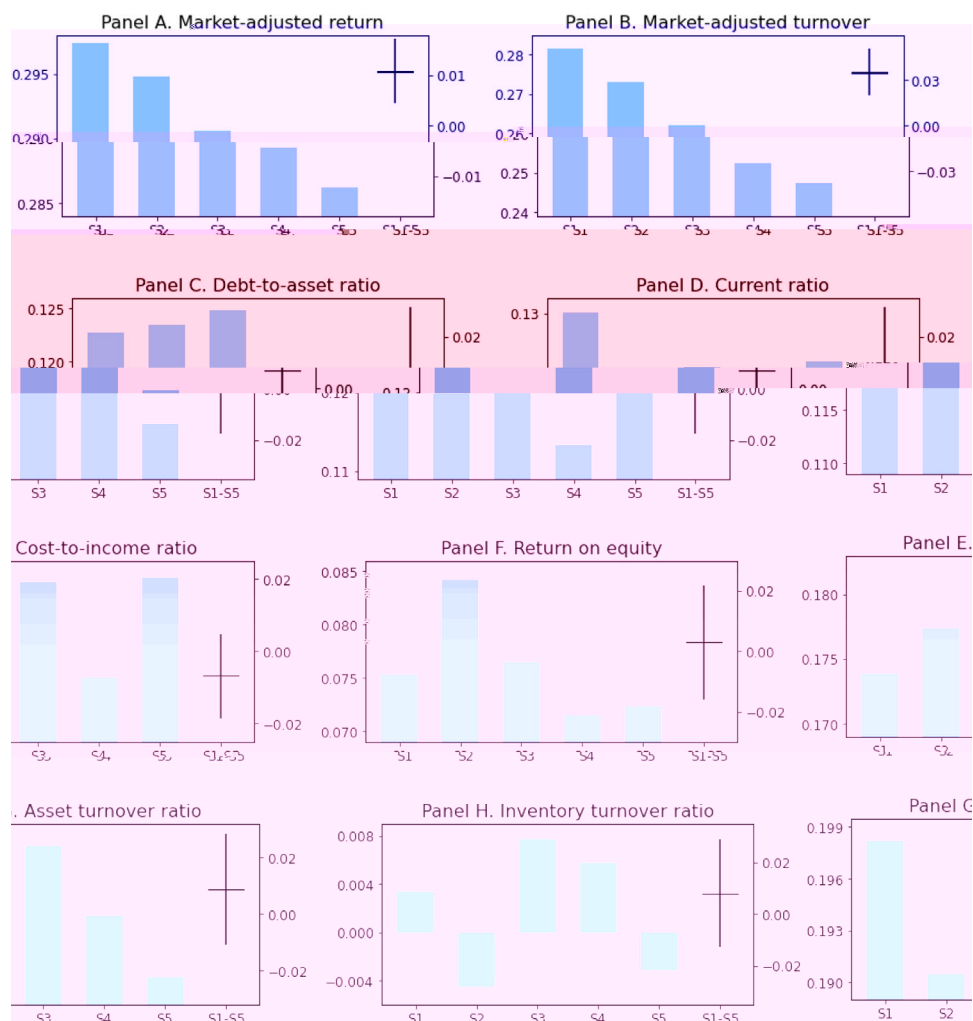 Panel A. Market-adjusted return
Panel B. Market-adjusted turnover
0.295
0.290
0.285
0.01
0.00
−0.01
0.28
0.27
0.26
0.25
0.24
0.03
0.00
−0.03
S1 S2 S3 S4 S5 S1-S5
S1 S2 S3 S4 S5 S1-S5
Panel C. Debt-to-asset ratio
Panel D. Current ratio
0.125
0.120
0.02
0.00
0.13
0.02
0.00
0.12
−0.02
0.11
0.00
−0.02
0.115
0.110
S3 S4 S5 S1-S5
S1 S2 S3 S4 S5 S1-S5
S1 S2
Cost-to-income ratio
Panel F. Return on equity
Panel E.
0.02
0.00
−0.02
0.085
0.080
0.075
0.070
0.02
0.00
−0.02
0.180
0.175
0.170
S3 S4 S5 S1-S5
S1 S2 S3 S4 S5 S1-S5
S1 S2
. Asset turnover ratio
Panel H. Inventory turnover ratio
Panel G
0.02
0.00
−0.02
0.008
0.004
0.000
−0.004
0.02
0.00
−0.02
0.199
0.196
0.193
0.190
S3 S4 S5 S1-S5
S1 S2 S3 S4 S5 S1-S5
S1 S2